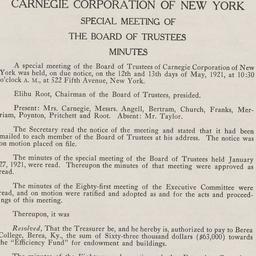 CARNEGIE CORPORATION OF NEW YORK
SPECIAL MEETING OF
THE BOARD OF TRUSTEES
MINUTES
A special meeting of the Board of Trustees of Carnegie Corporation of New
York was held, on due notice, on the 12th and 13th days of May, 1921, at 10:30
o'clock A. M., at 522 Fifth Avenue, New York.
Elihu Root, Chairman of the Board of Trustees, presided.
Present: Mrs. Carnegie, Messrs. Angell, Bertram, Church, Franks, Mer-
riam, Poynton, Pritchett and Root. Absent: Mr. Taylor.
The Secretary read the notice of the meeting and stated that it had been
mailed to each member of the Board of Trustees at his address. The notice was
on motion placed on file.
The minutes of the special meeting of the Board of Trustees held January
27, 1921, were read. Thereupon the minutes of that meeting were approved as
read.
The minutes of the Eighty-first meeting of the Executive Committee were
read, and on motion were ratified and adopted as and for the acts and proceed-
ings of this meeting.
Thereupon, it was
Resolved, That the Treasurer be, and he hereby is, authorized to pay to Berea
College, Berea, Ky., the sum of Sixty-three thousand dollars ($63,000) towards
the "Efficiency Fund" for endowment and buildings.